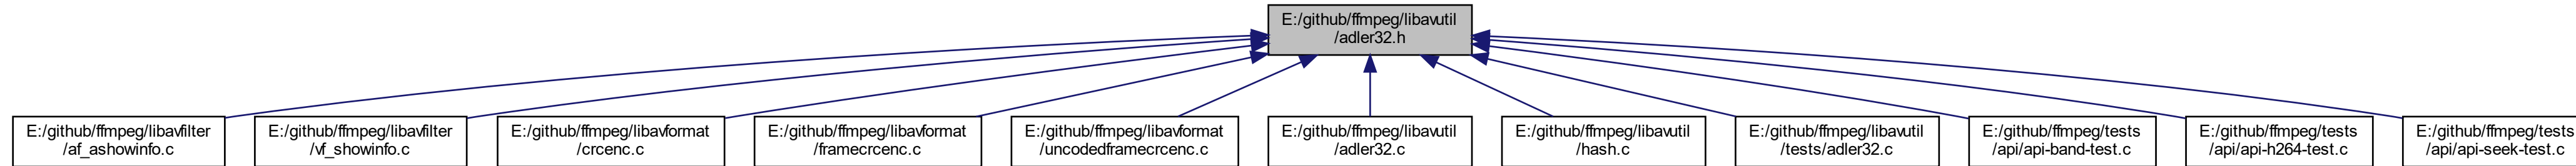 E:/github/ffmpeg/libavutil
/adler32.h
E:/github/ffmpeg/libavfilter
/af_ashowinfo.c
E:/github/ffmpeg/libavfilter
/vf_showinfo.c
E:/github/ffmpeg/libavformat
/crcenc.c
E:/github/ffmpeg/libavformat
/framecrcenc.c
E:/github/ffmpeg/libavformat
/uncodedframecrcenc.c
E:/github/ffmpeg/libavutil
/adler32.c
E:/github/ffmpeg/libavutil
/hash.c
E:/github/ffmpeg/libavutil
/tests/adler32.c
E:/github/ffmpeg/tests
/api/api-band-test.c
E:/github/ffmpeg/tests
/api/api-h264-test.c
E:/github/ffmpeg/tests
/api/api-seek-test.c